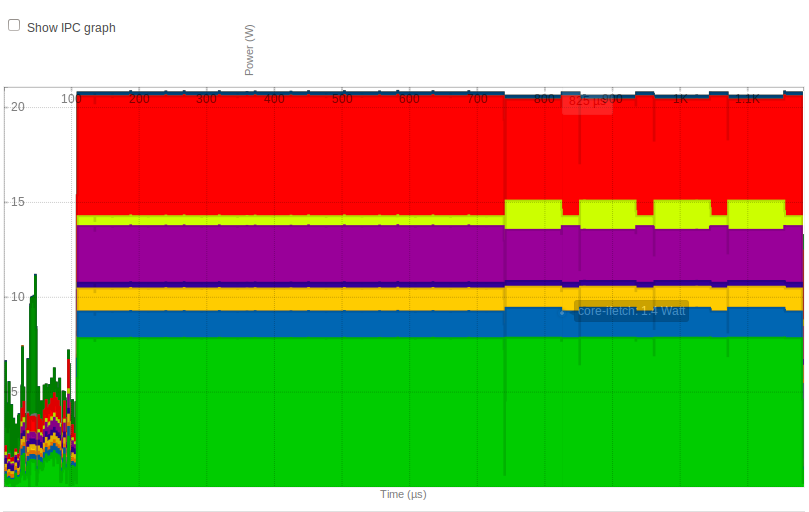 Show IPC graph
Power (W)
20
100
200
300
400
500
600
700
800
825 µs
900
1K
1.1K
15
10
core-ifetch: 1.4 Watt
5
Time (µs)